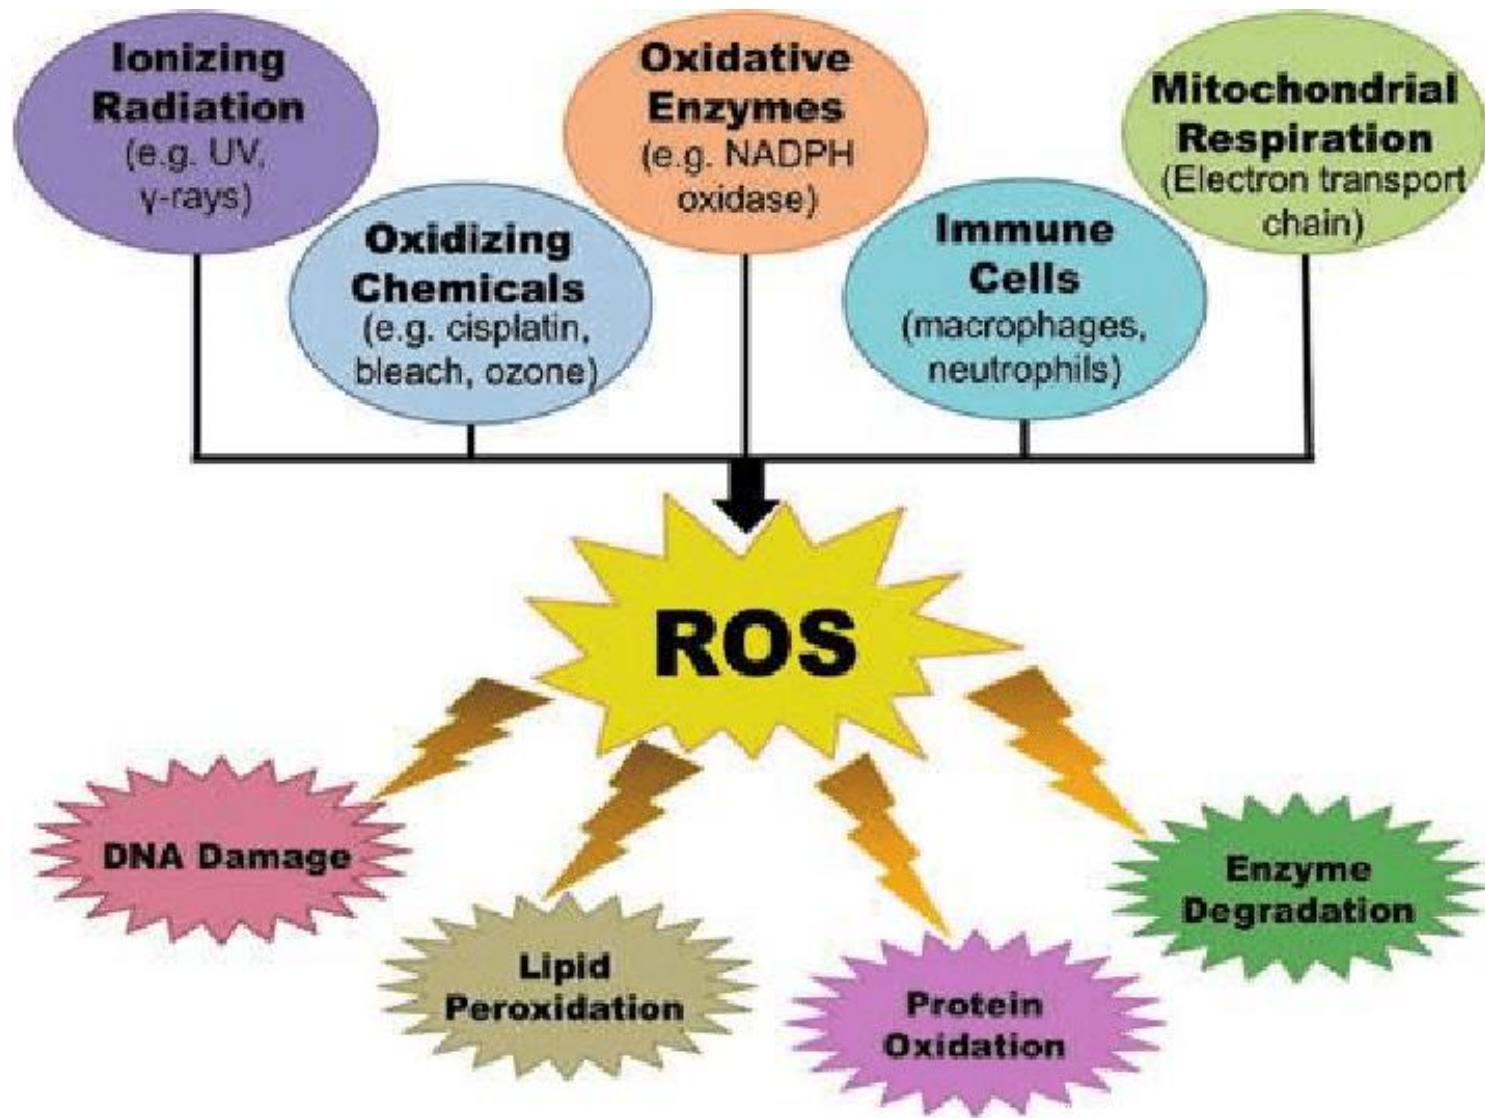 Ionizing
Radiation
(e.g. UV,
γ-rays)
Oxidizing
Chemicals
(e.g. cisplatin,
bleach, ozone)
Oxidative
Enzymes
(e.g. NADPH
oxidase)
Immune
Cells
(macrophages,
neutrophils)
Mitochondrial
Respiration
(Electron transport
chain)
ROS
DNA Damage
Lipid
Peroxidation
Protein
Oxidation
Enzyme
Degradation